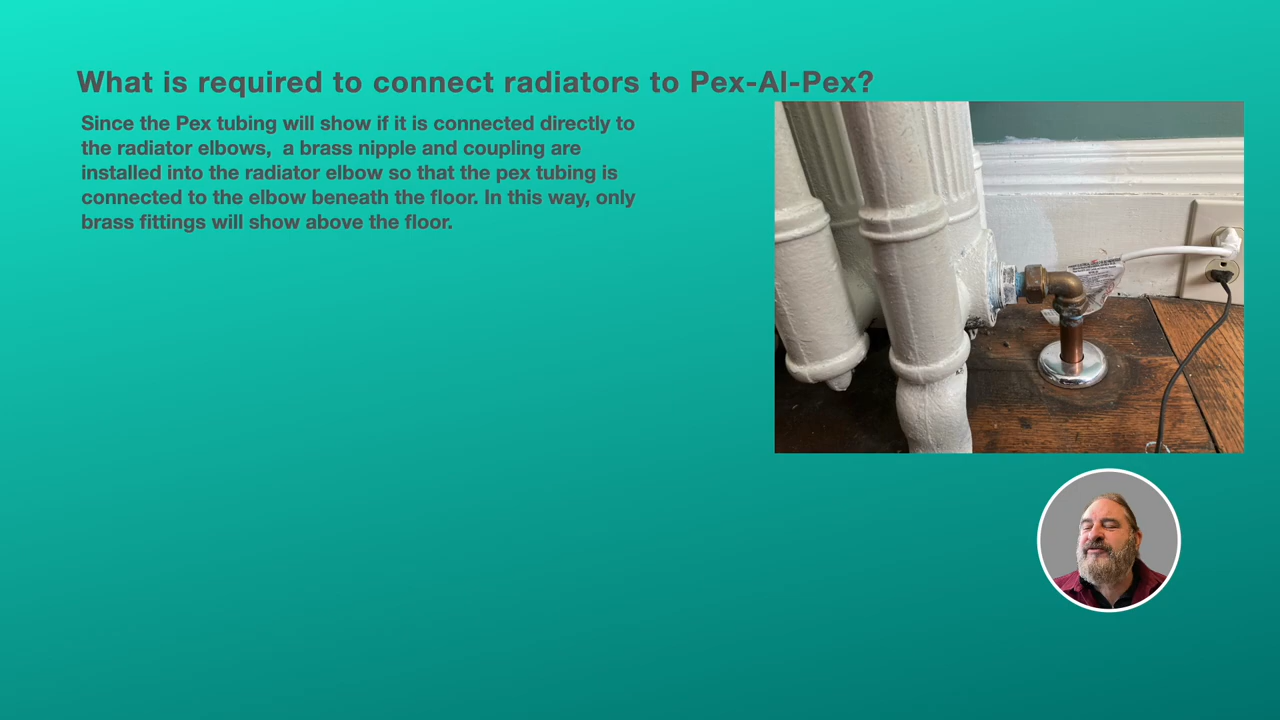 What is required to connect radiators to Pex-Al-Pex?
Since the Pex tubing will show if it is connected directly to
the radiator elbows,  a brass nipple and coupling are
installed into the radiator elbow so that the pex tubing is
connected to the elbow beneath the floor. In this way, only
brass fittings will show above the floor.